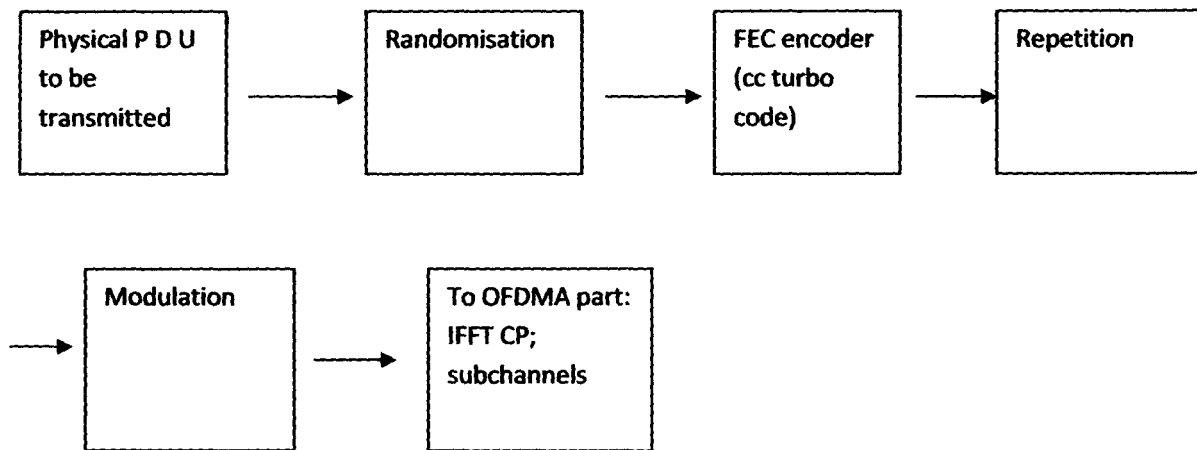 Physical P D U
to be
transmitted
Randomisation
FEC encoder
(cc turbo
code)
Repetition
Modulation
To OFDMA part:
IFFT CP;
subchannels